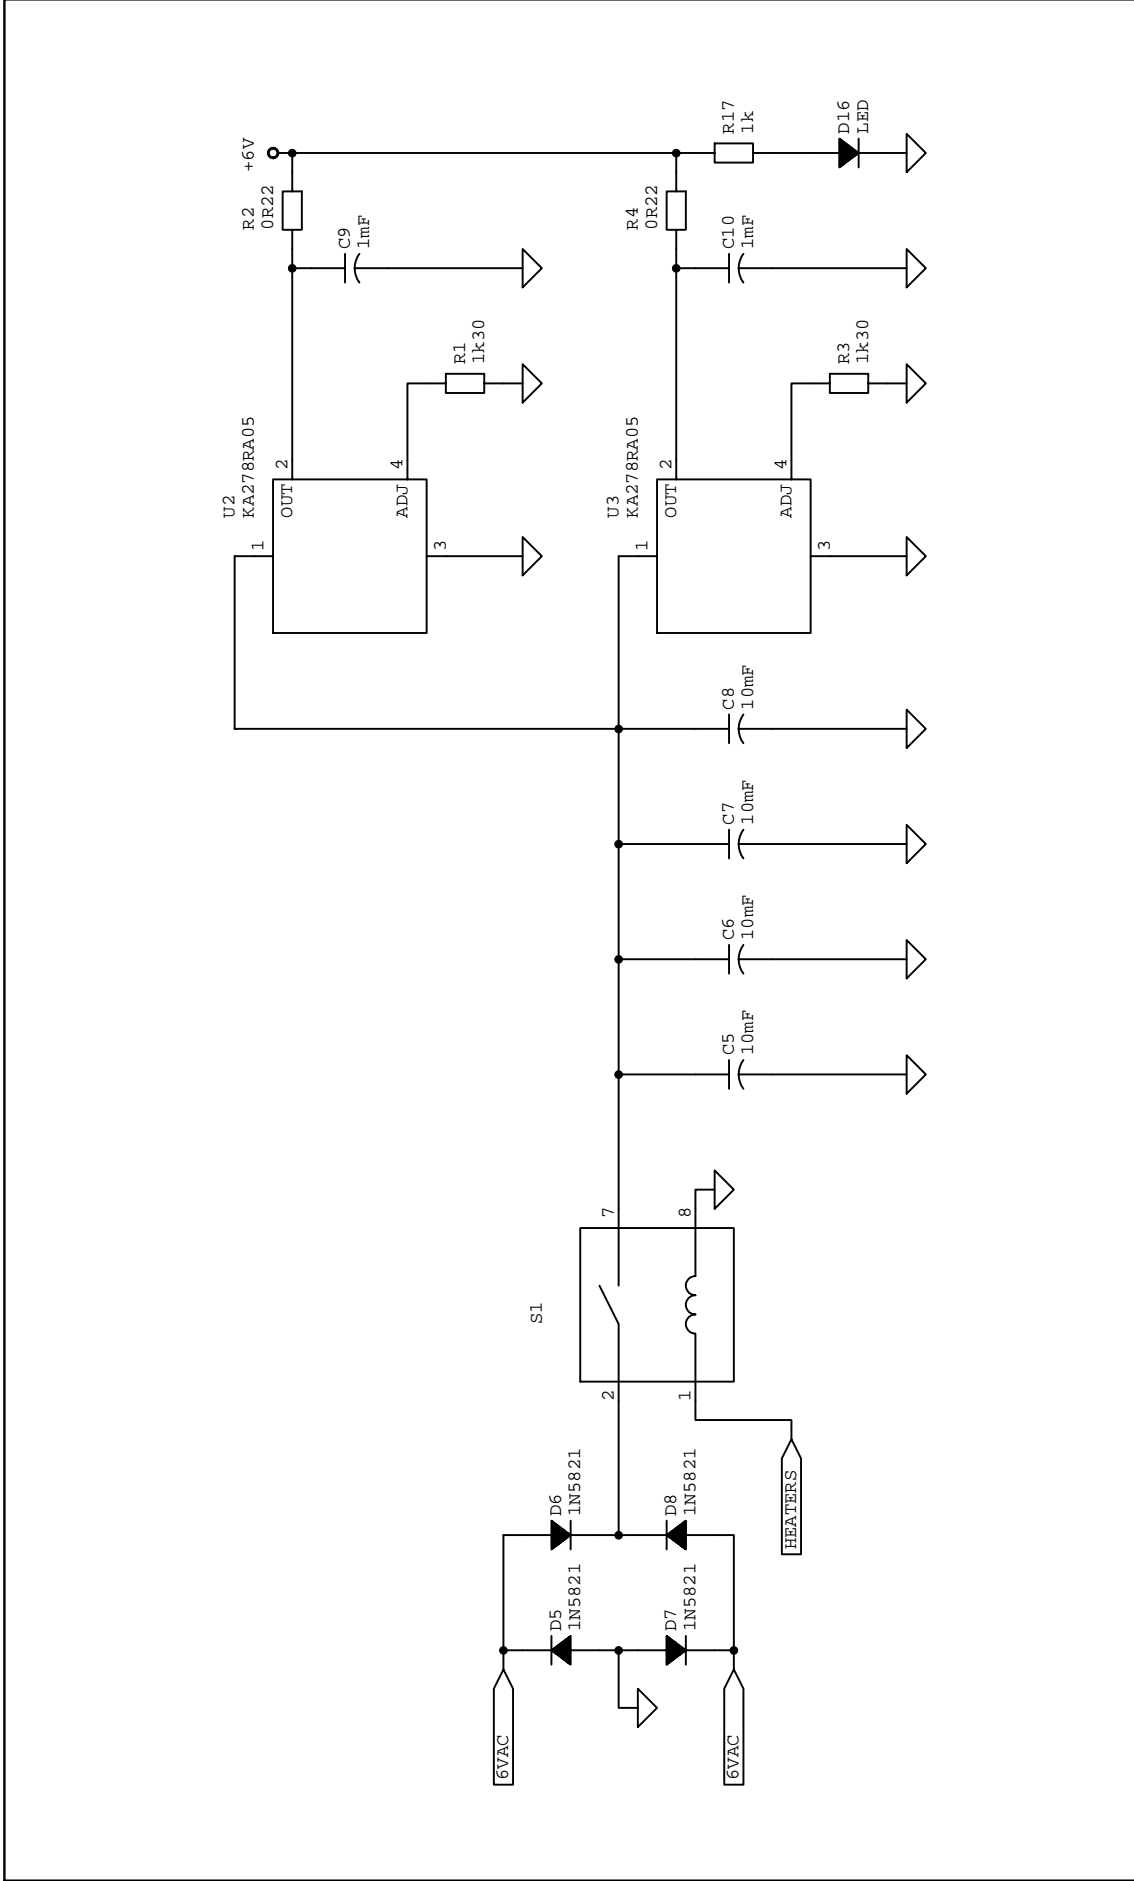 6VAC
6VAC
D5
1N5821
D7
1N5821
D6
1N5821
D8
1N5821
HEATERS
S1
2
7
1
8
C5
10mF
C6
10mF
C7
10mF
C8
10mF
U2
KA278RA05
1
OUT
2
ADJ
4
3
R1
1k30
C9
1mF
R2
0R22
+6V
U3
KA278RA05
1
OUT
2
ADJ
4
3
R3
1k30
C10
1mF
R4
0R22
R17
1k
D16
LED